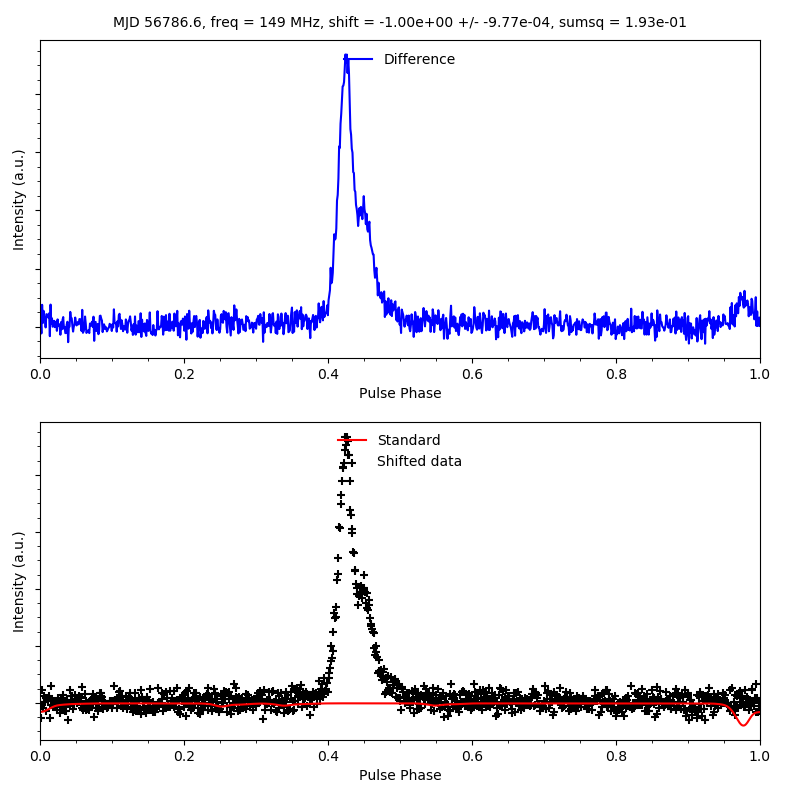 MJD 56786.6, freq = 149 MHz, shift = -1.00e+00 +/- -9.77e-04, sumsq = 1.93e-01
Difference
Intensity (a.u.)
0.0 0.2 0.4 0.6 0.8 1.0
Pulse Phase
Standard
Shifted data
Intensity (a.u.)
0.0 0.2 0.4 0.6 0.8 1.0
Pulse Phase